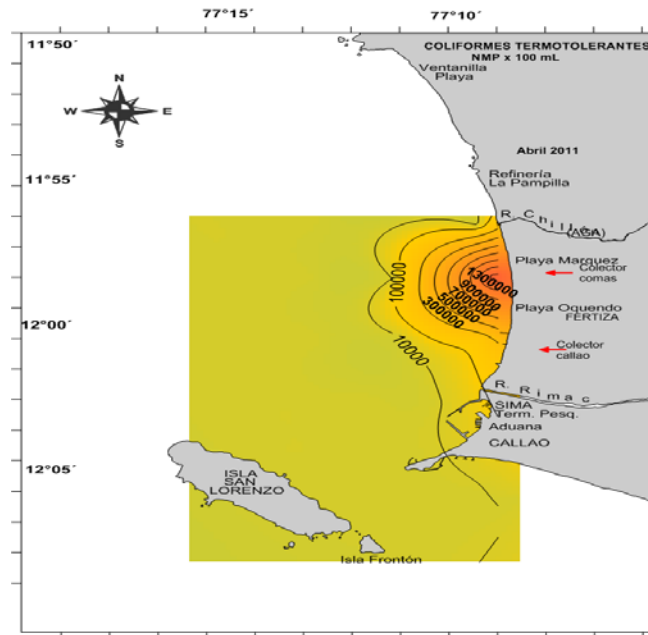 77°15´
77°10´
11°50´
COLIFORMES TERMOTOLERANTES
NMP x 100 mL
Ventanilla
Playa
N
W
E
S
Abril 2011
11°55´
Refinería
La Pampilla
R. Chillón
(AGA)
Playa Marquez
Colector
comas
1300000
900000
700000
500000
300000
100000
10000
Playa Oquendo
FERTIZA
12°00´
Colector
callao
R. Rimac
SIMA
Term. Pesq.
Aduana
CALLAO
12°05´
ISLA
SAN
LORENZO
Isla Frontón